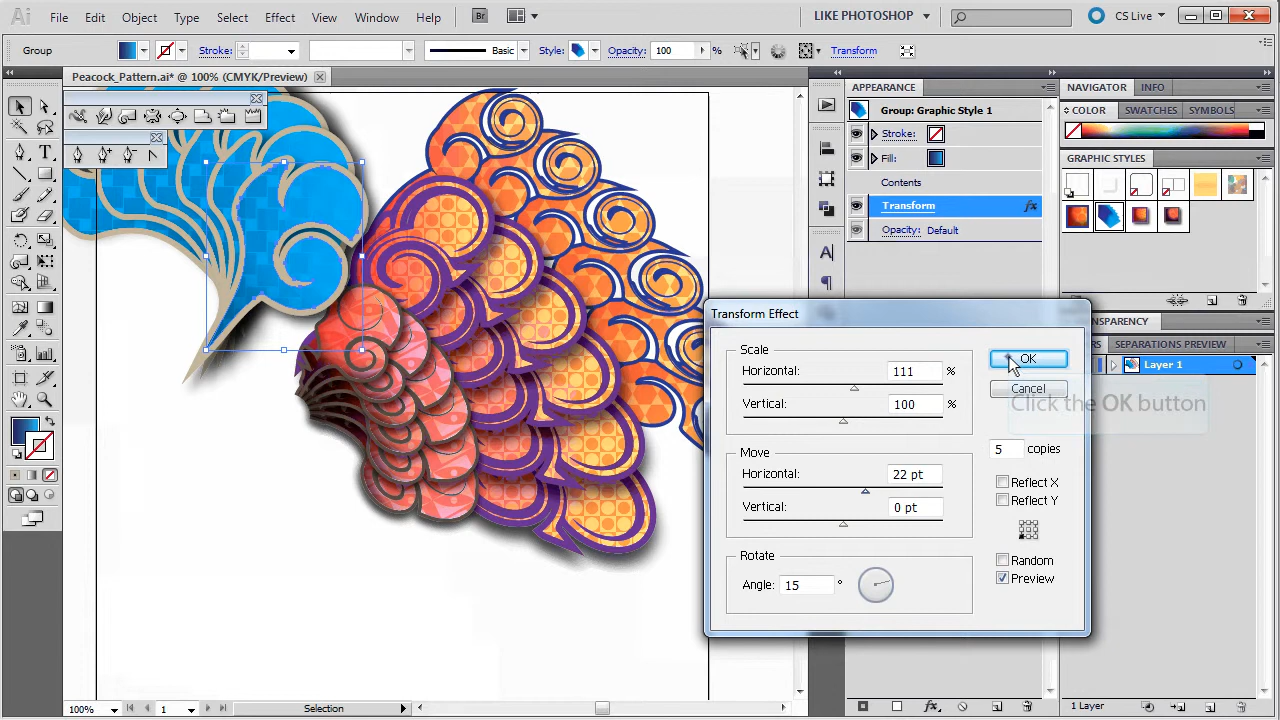 Ai File Edit Object Type Select Effect View Window Help Br LIKE PHOTOSHOP CS Live
Group Stroke: Basic Style: Opacity: 100 % Transform
Peacock_Pattern.ai* @ 100% (CMYK/Preview)
APPEARANCE
Group: Graphic Style 1
Stroke:
Fill:
Contents
Transform fx
Opacity: Default
NAVIGATOR INFO
COLOR SWATCHES SYMBOLS
GRAPHIC STYLES
Transform Effect
Scale
Horizontal: 111 %
Vertical: 100 %
Move
Horizontal: 22 pt
Vertical: 0 pt
Rotate
Angle: 15 °
OK
Cancel
Click the OK button
5 copies
Reflect X
Reflect Y
Random
Preview
SEPARATIONS PREVIEW
Layer 1
100% 1 Selection
fx
1 Layer